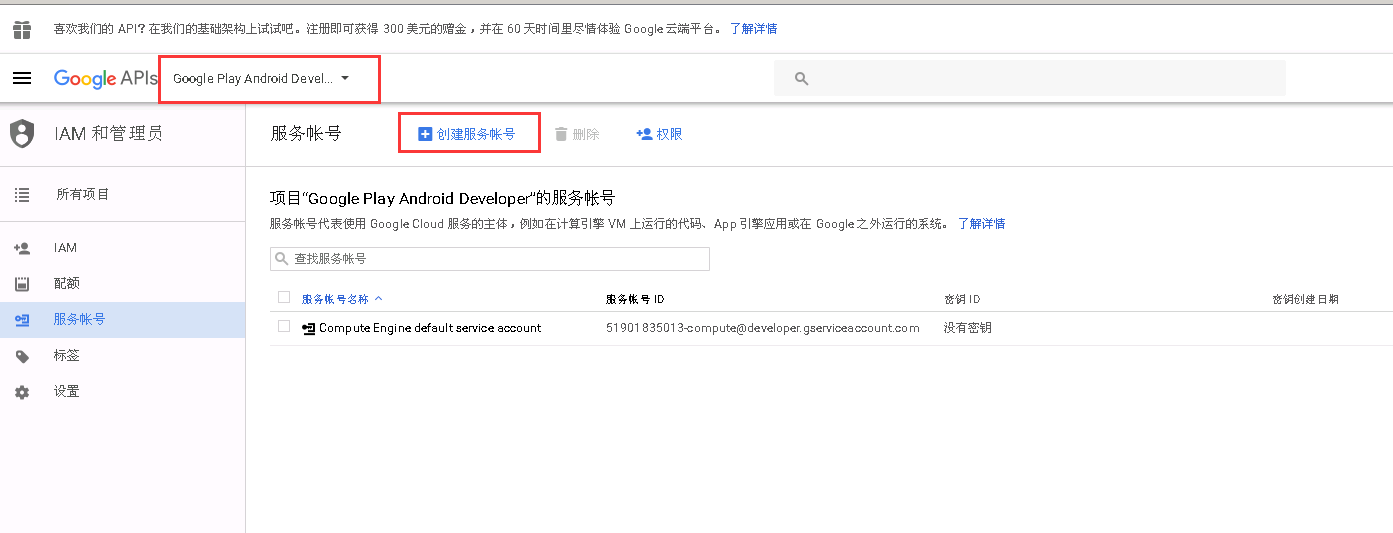 喜欢我们的 API? 在我们的基础架构上试试吧。注册即可获得 300 美元的赠金，并在 60 天时间里尽情体验 Google 云端平台。 了解详情
Google APIs Google Play Android Devel...
IAM 和管理员
服务帐号 创建服务帐号 删除 权限
所有项目
IAM
配额
服务帐号
标签
设置
项目“Google Play Android Developer”的服务帐号
服务帐号代表使用 Google Cloud 服务的主体，例如在计算引擎 VM 上运行的代码、App 引擎应用或在 Google 之外运行的系统。 了解详情
查找服务帐号
服务帐号名称 服务帐号 ID 密钥 ID 密钥创建日期
Compute Engine default service account 51901835013-compute@developer.gserviceaccount.com 没有密钥